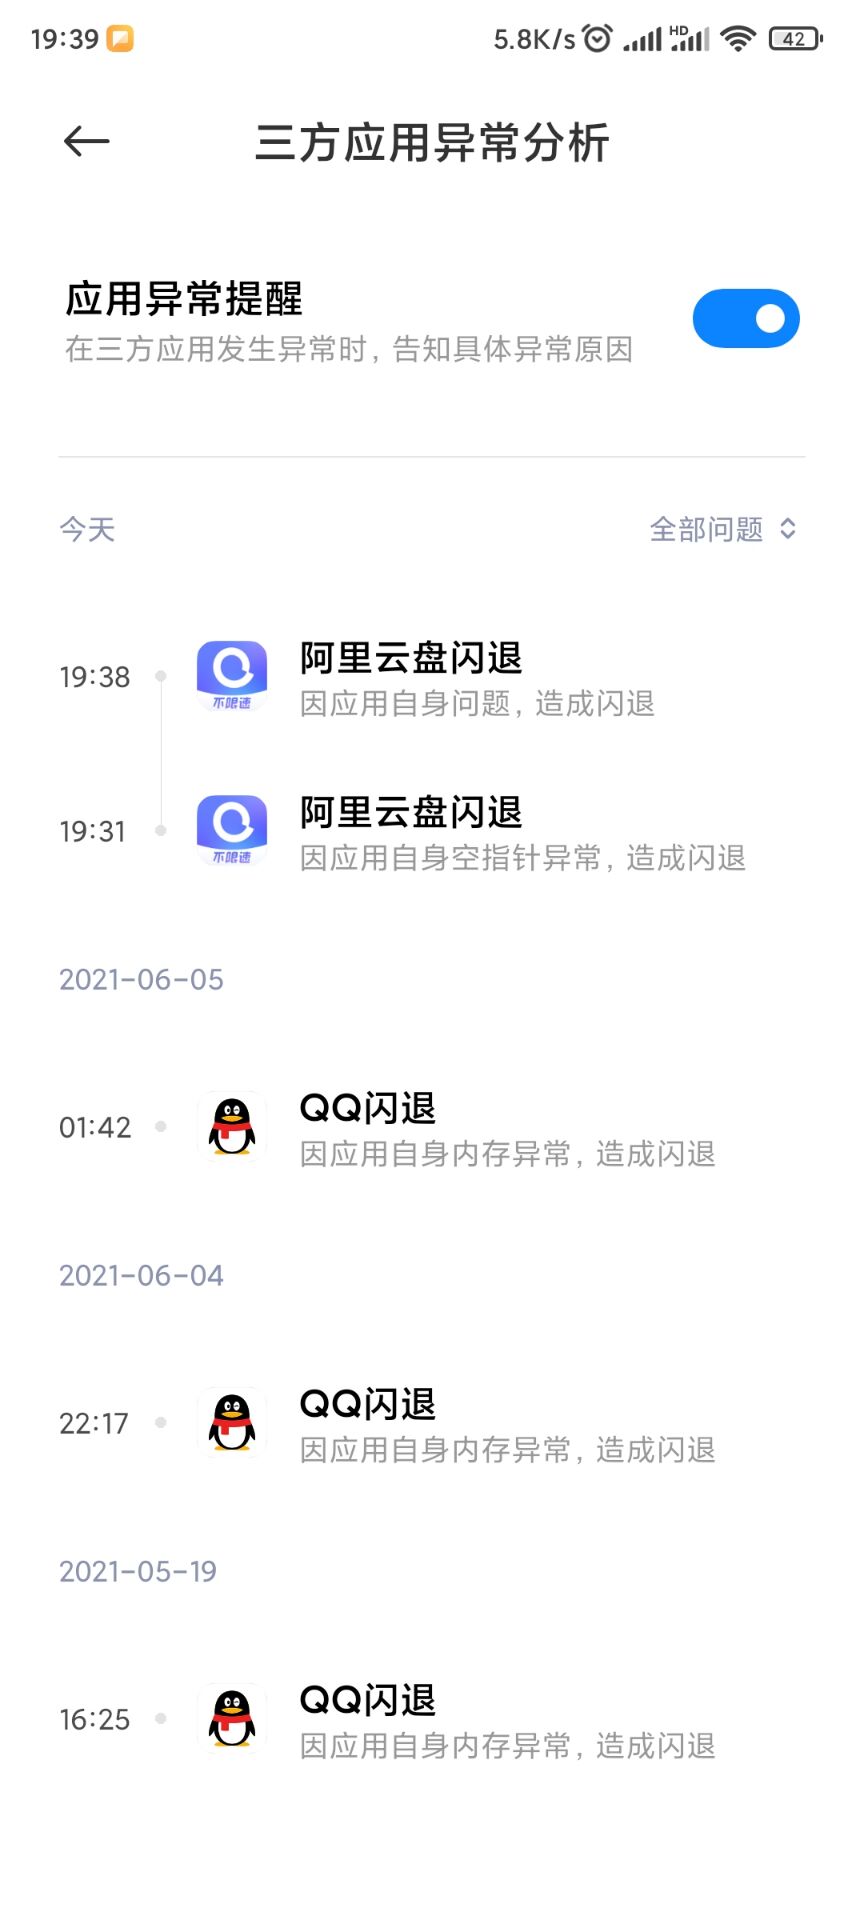 19:39
5.8K/s HD 42
三方应用异常分析
应用异常提醒
在三方应用发生异常时，告知具体异常原因
今天 全部问题
19:38 阿里云盘闪退
不限速
因应用自身问题，造成闪退
19:31 阿里云盘闪退
不限速
因应用自身空指针异常，造成闪退
2021-06-05
01:42 QQ闪退
因应用自身内存异常，造成闪退
2021-06-04
22:17 QQ闪退
因应用自身内存异常，造成闪退
2021-05-19
16:25 QQ闪退
因应用自身内存异常，造成闪退